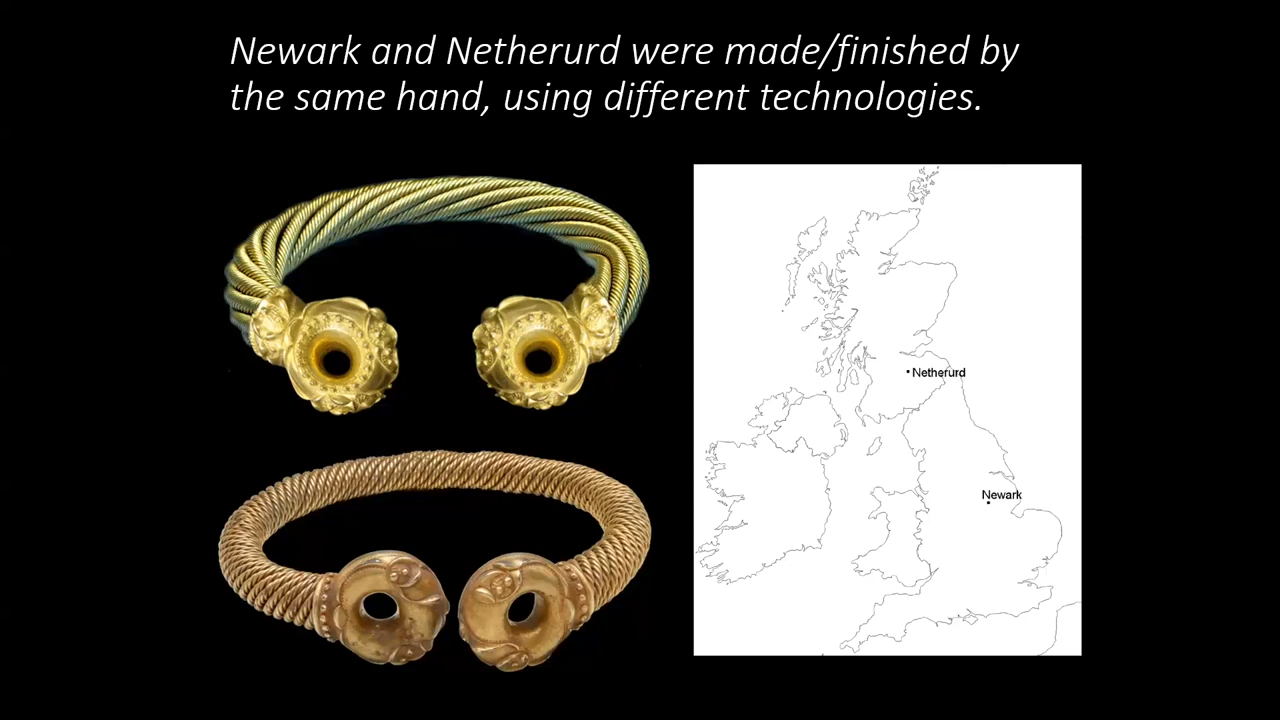 Newark and Netherurd were made/finished by
the same hand, using different technologies.
Netherurd
Newark